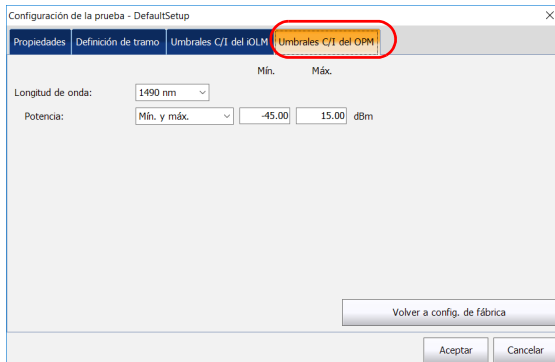 Configuración de la prueba - DefaultSetup
Propiedades Definición de tramo Umbrales C/I del iOLM Umbrales C/I del OPM
Mín. Máx.
Longitud de onda: 1490 nm
Potencia: Mín. y máx. -45.00 15.00 dBm
Volver a config. de fábrica
Aceptar Cancelar